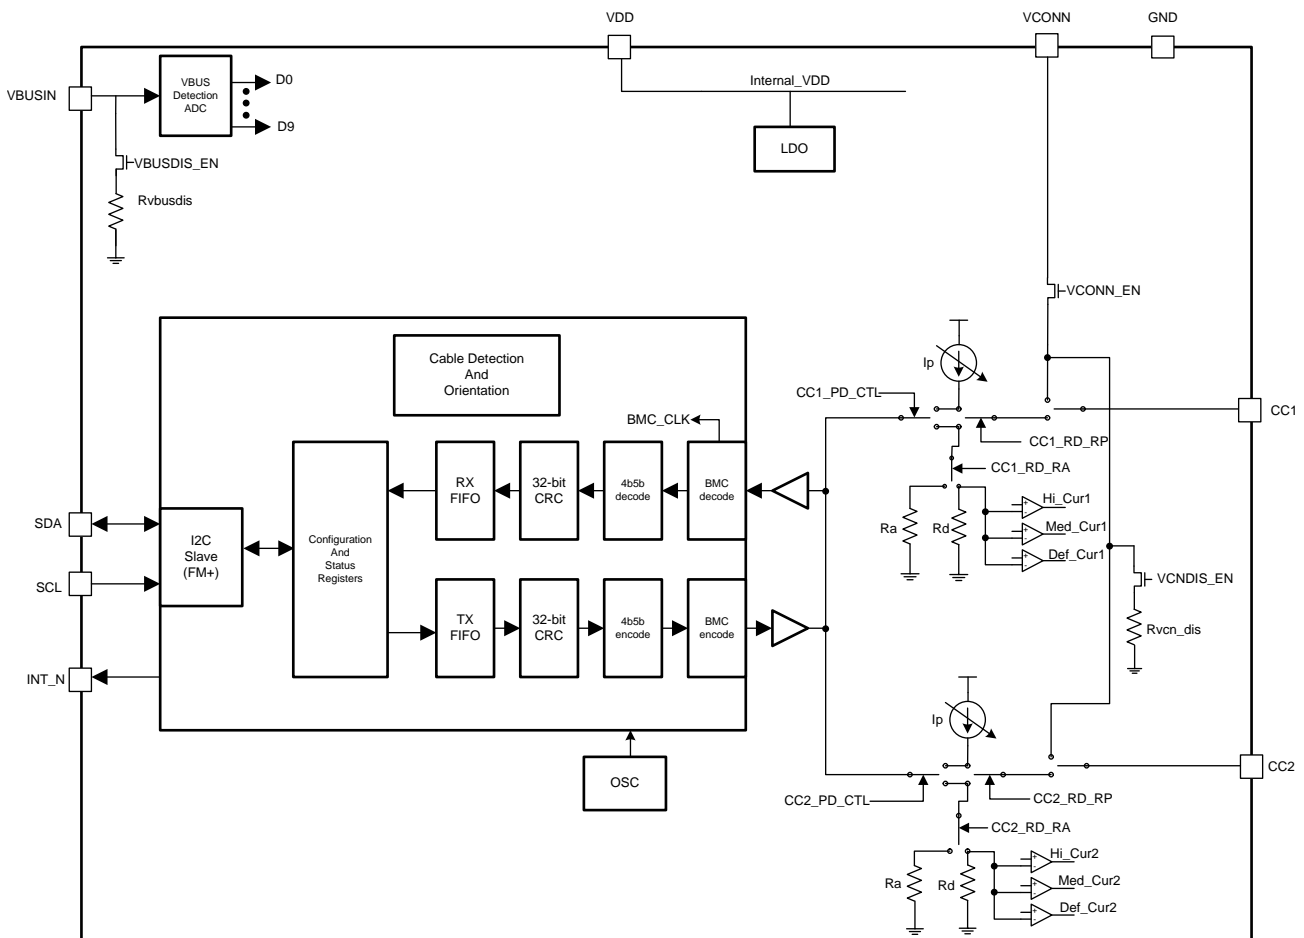 VDD
VCONN
GND
VBUSIN
VBUS
Detection
ADC
D0
D9
Internal_VDD
LDO
VBUSDIS_EN
Rvbusdis
VCONN_EN
Cable Detection
And
Orientation
Ip
CC1_PD_CTL
CC1
BMC_CLK
CC1_RD_RP
CC1_RD_RA
RX
FIFO
32-bit
CRC
4b5b
decode
BMC
decode
Hi_Cur1
Ra
Rd
Med_Cur1
Def_Cur1
SDA
I2C
Slave
(FM+)
Configuration
And
Status
Registers
SCL
VCNDIS_EN
TX
FIFO
32-bit
CRC
4b5b
encode
BMC
encode
Rvcn_dis
INT_N
Ip
OSC
CC2
CC2_PD_CTL
CC2_RD_RP
CC2_RD_RA
Hi_Cur2
Ra
Rd
Med_Cur2
Def_Cur2